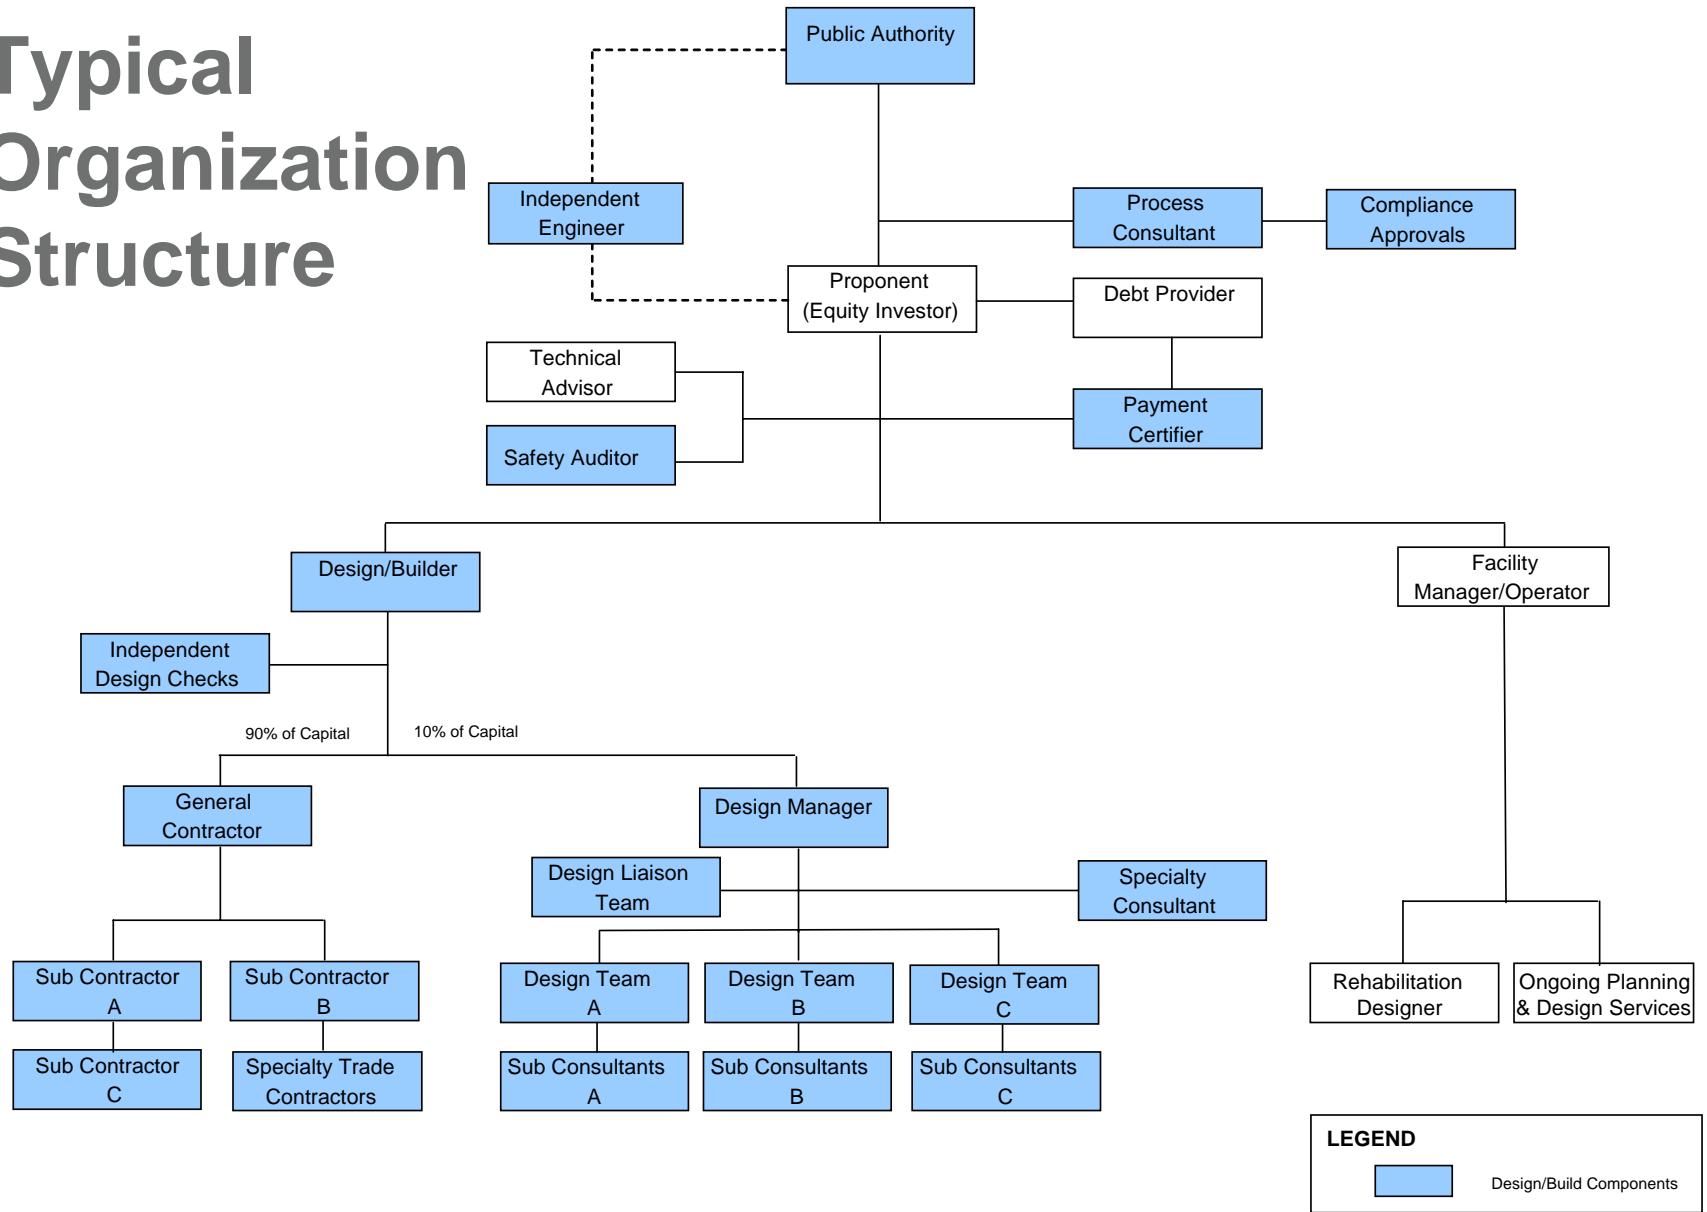 Typical
Organization
Structure
Public Authority
Independent
Engineer
Process
Consultant
Compliance
Approvals
Proponent
(Equity Investor)
Debt Provider
Technical
Advisor
Payment
Certifier
Safety Auditor
Design/Builder
Facility
Manager/Operator
Independent
Design Checks
90% of Capital
10% of Capital
General
Contractor
Design Manager
Design Liaison
Team
Specialty
Consultant
Sub Contractor
A
Sub Contractor
B
Design Team
A
Design Team
B
Design Team
C
Rehabilitation
Designer
Ongoing Planning
& Design Services
Sub Contractor
C
Specialty Trade
Contractors
Sub Consultants
A
Sub Consultants
B
Sub Consultants
C
LEGEND
Design/Build Components